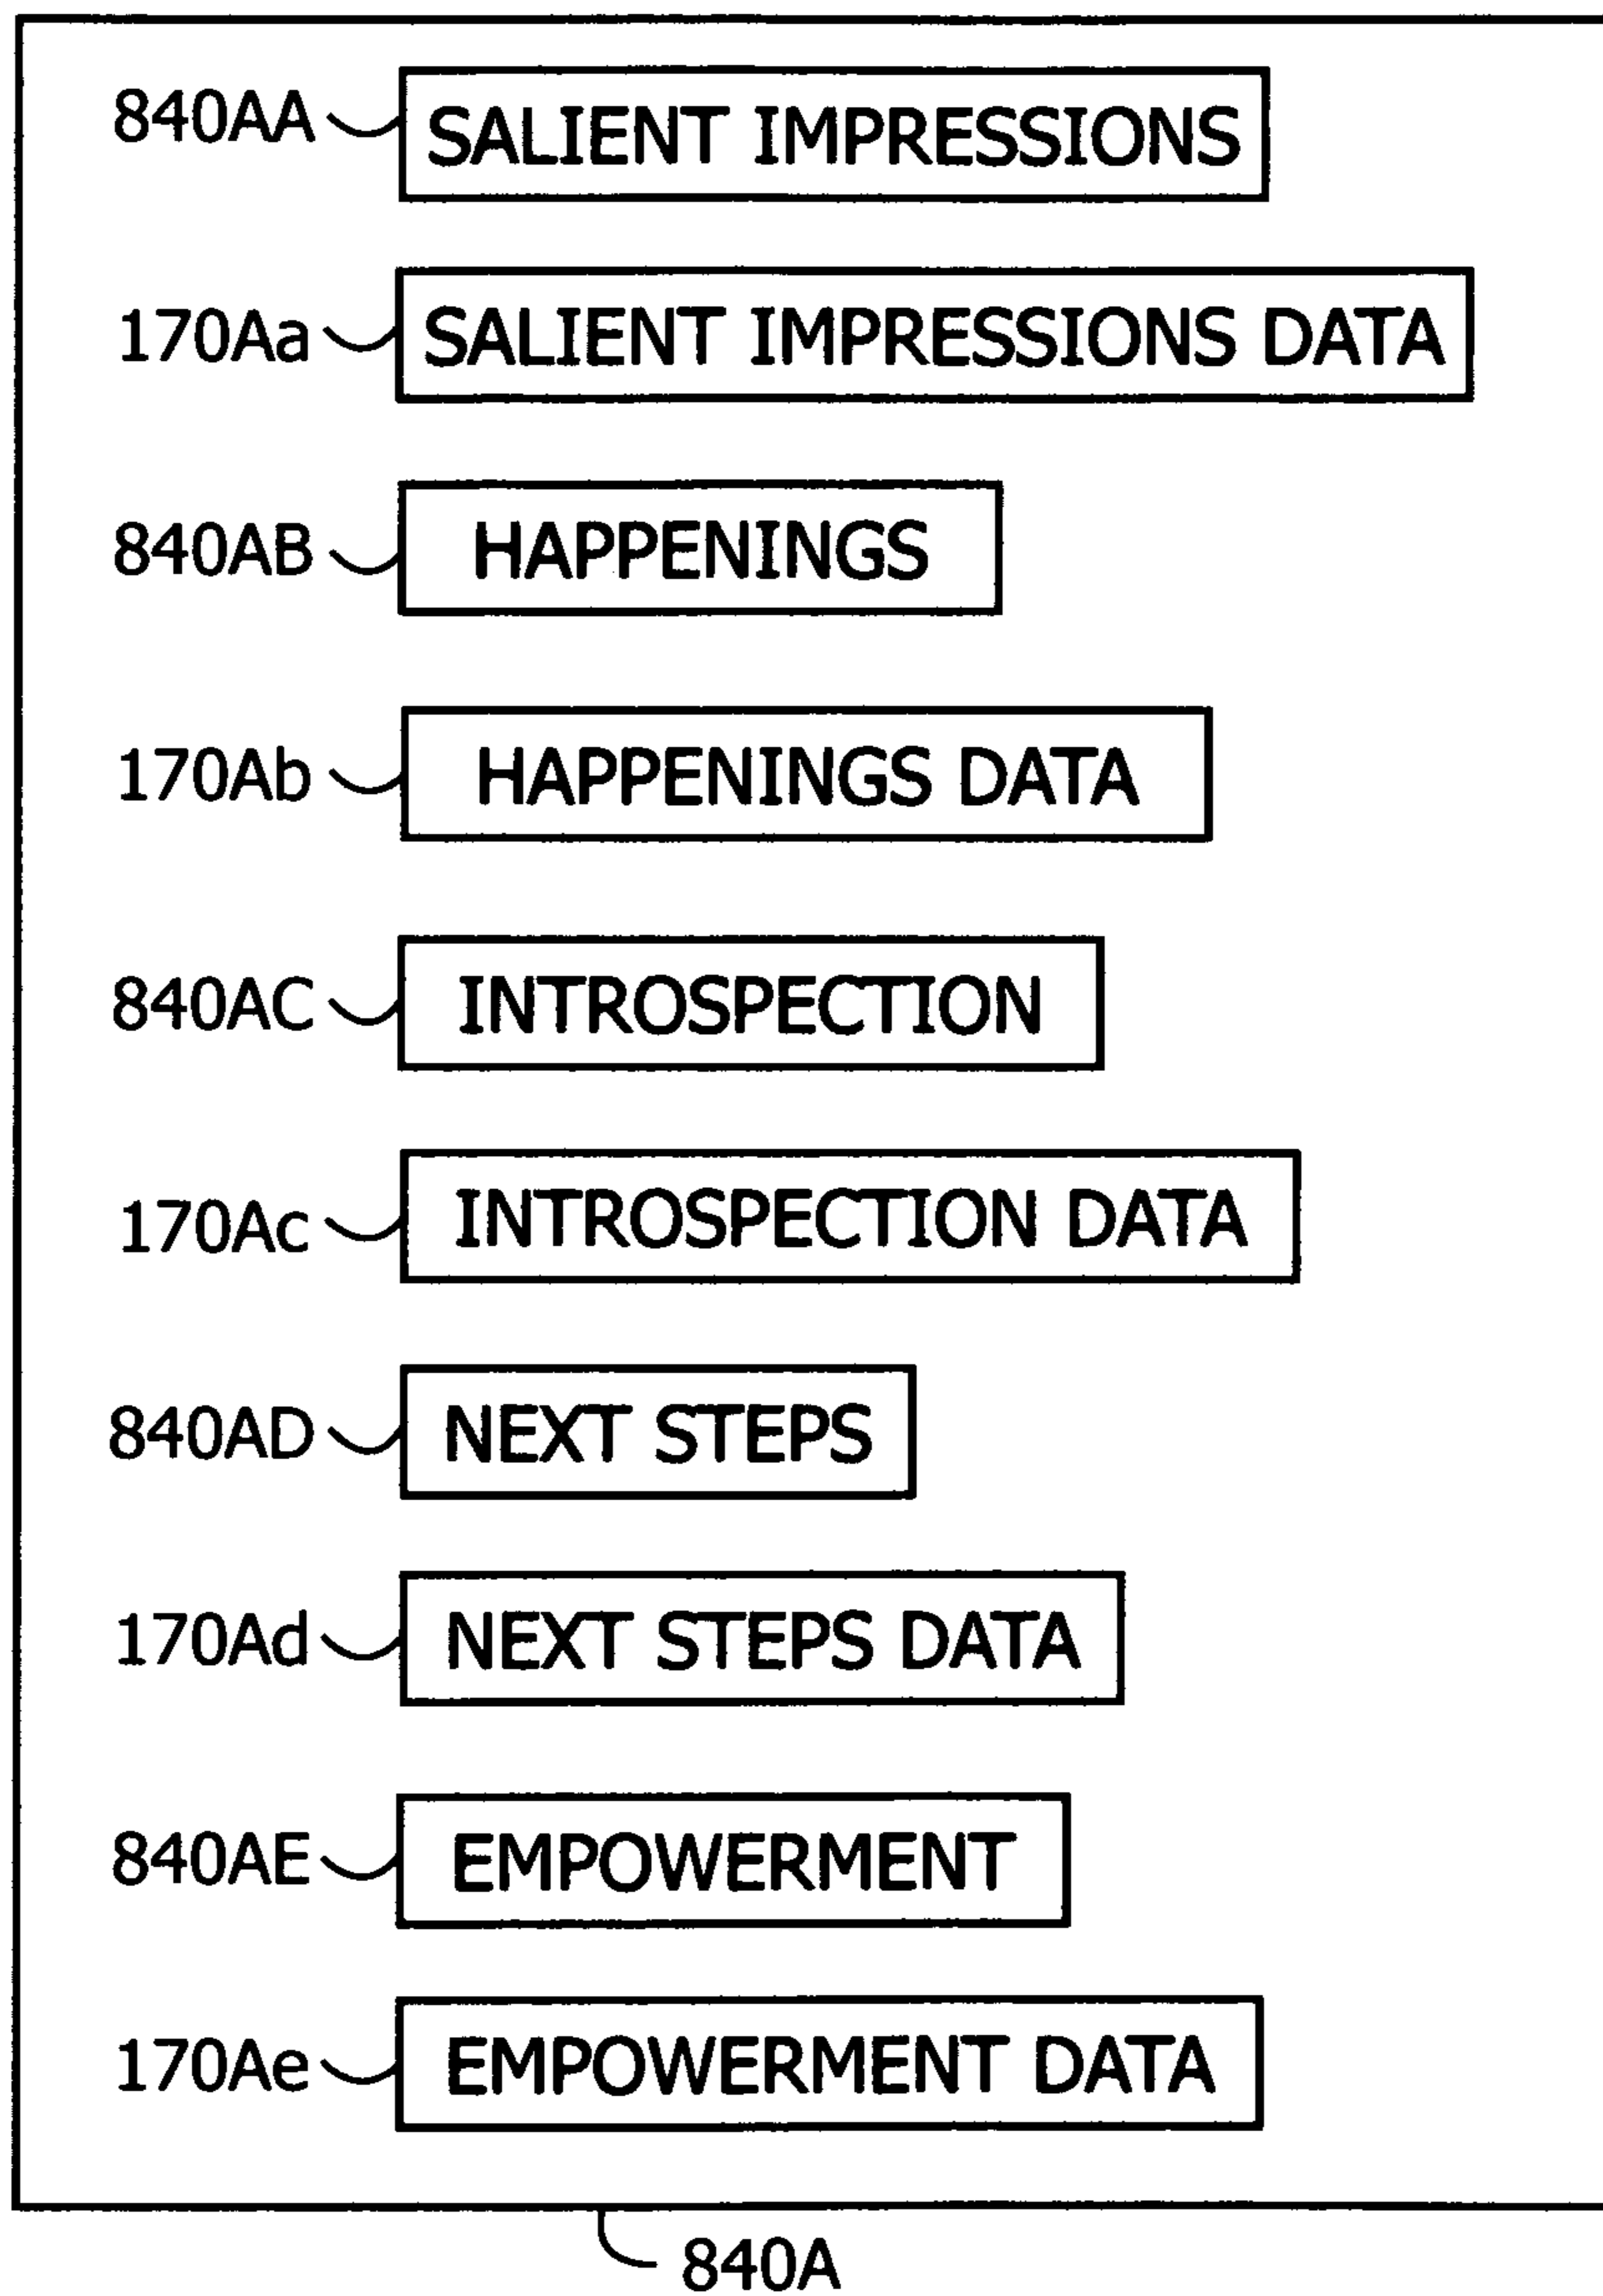 840AA SALIENT IMPRESSIONS
170Aa SALIENT IMPRESSIONS DATA
840AB HAPPENINGS
170Ab HAPPENINGS DATA
840AC INTROSPECTION
170Ac INTROSPECTION DATA
840AD NEXT STEPS
170Ad NEXT STEPS DATA
840AE EMPOWERMENT
170Ae EMPOWERMENT DATA
840A